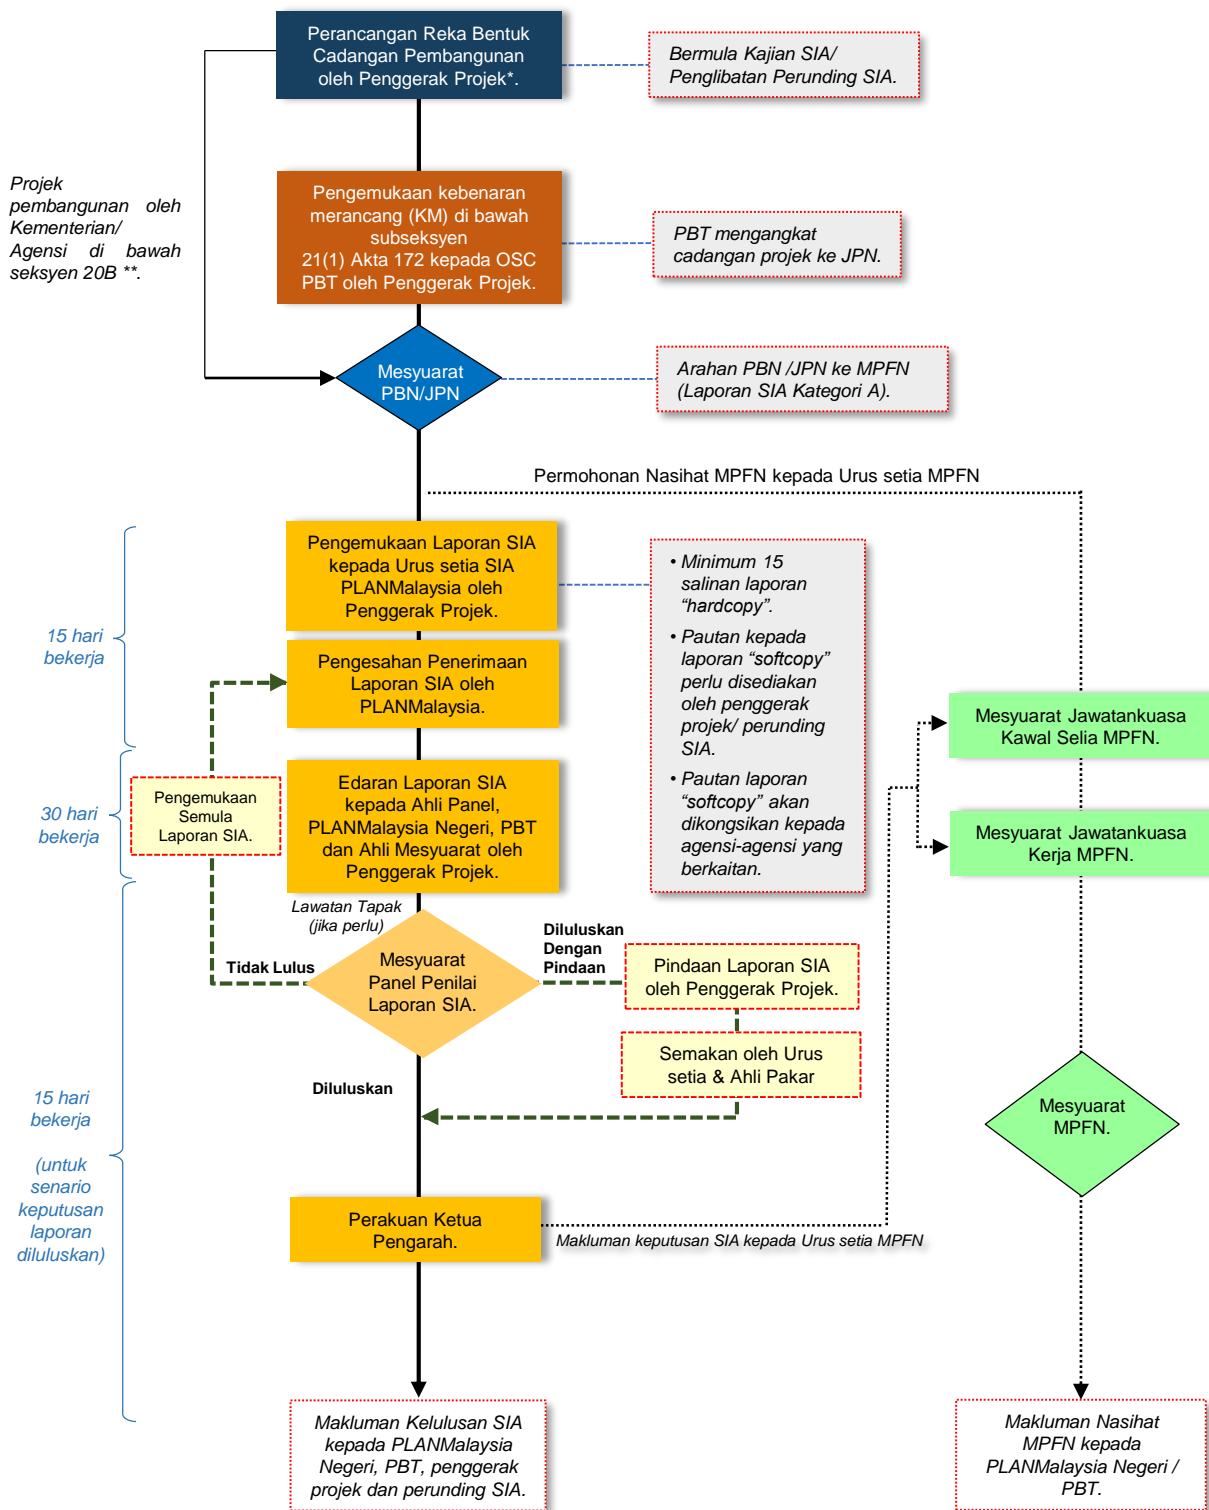 Perancangan Reka Bentuk
Cadangan Pembangunan
oleh Penggerak Projek*.
Bermula Kajian SIA/
Penglibatan Perunding SIA.
Projek
pembangunan oleh
Kementerian/
Agensi di bawah
seksyen 20B **.
Pengemukaan kebenaran
merancang (KM) di bawah
subseksyen
21(1) Akta 172 kepada OSC
PBT oleh Penggerak Projek.
PBT mengangkat
cadangan projek ke JPN.
Mesyuarat
PBN/JPN
Arahan PBN /JPN ke MPFN
(Laporan SIA Kategori A).
Permohonan Nasihat MPFN kepada Urus setia MPFN
15 hari
bekerja
Pengemukaan Laporan SIA
kepada Urus setia SIA
PLANMalaysia oleh
Penggerak Projek.
• Minimum 15
salinan laporan
“hardcopy”.
• Pautan kepada
laporan “softcopy”
perlu disediakan
oleh penggerak
projek/ perunding
SIA.
• Pautan laporan
“softcopy” akan
dikongsikan kepada
agensi-agensi yang
berkaitan.
Pengesahan Penerimaan
Laporan SIA oleh
PLANMalaysia.
Mesyuarat Jawatankuasa
Kawal Selia MPFN.
30 hari
bekerja
Pengemukaan
Semula
Laporan SIA.
Edaran Laporan SIA
kepada Ahli Panel,
PLANMalaysia Negeri, PBT
dan Ahli Mesyuarat oleh
Penggerak Projek.
Mesyuarat Jawatankuasa
Kerja MPFN.
Lawatan Tapak
(jika perlu)
Tidak Lulus
Mesyuarat
Panel Penilai
Laporan SIA.
Diluluskan
Dengan
Pindaan
Pindaan Laporan SIA
oleh Penggerak Projek.
Semakan oleh Urus
setia & Ahli Pakar
Diluluskan
15 hari
bekerja
(untuk
senario
keputusan
laporan
diluluskan)
Mesyuarat
MPFN.
Perakuan Ketua
Pengarah.
Makluman keputusan SIA kepada Urus setia MPFN
Makluman Kelulusan SIA
kepada PLANMalaysia
Negeri, PBT, penggerak
projek dan perunding SIA.
Makluman Nasihat
MPFN kepada
PLANMalaysia Negeri /
PBT.